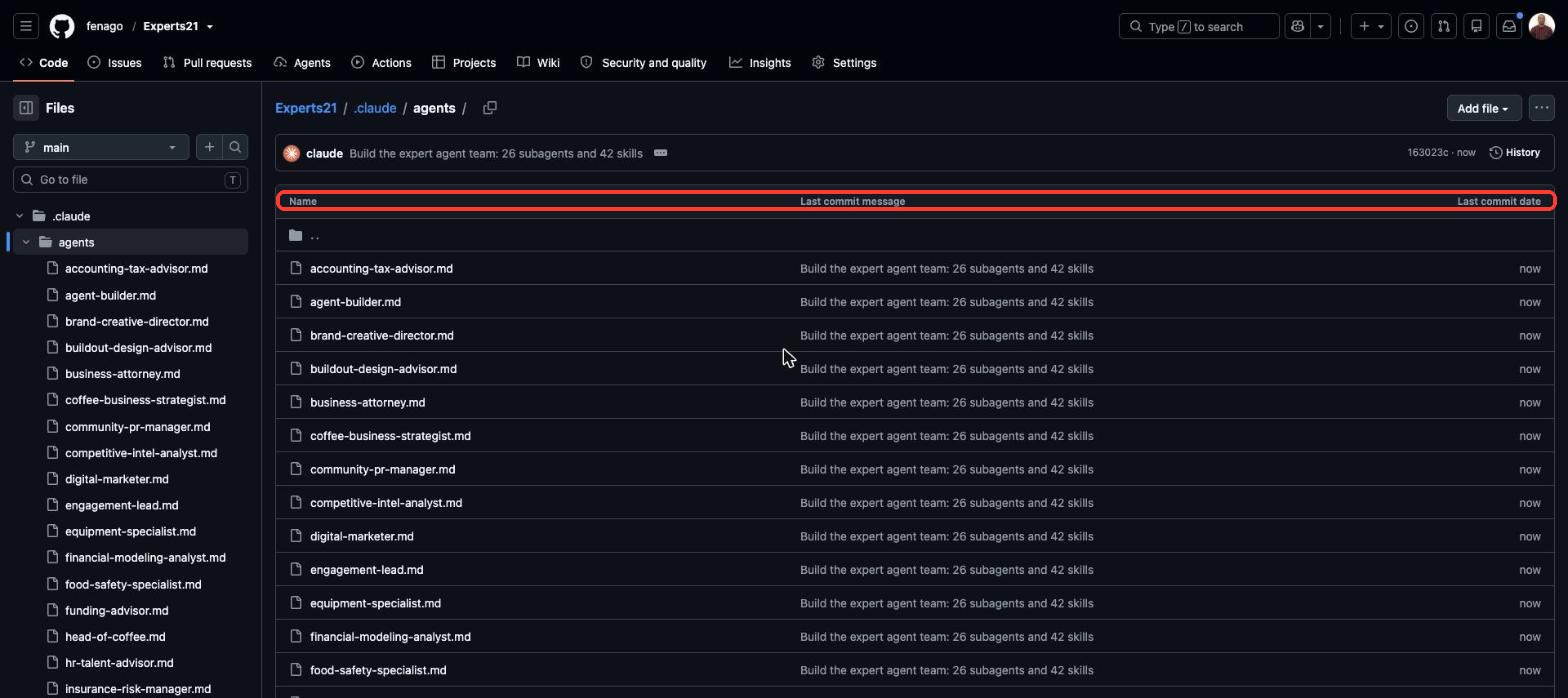 fenago / Experts21
Type / to search
Code Issues Pull requests Agents Actions Projects Wiki Security and quality Insights Settings
Files
main
Go to file T
.claude
agents
accounting-tax-advisor.md
agent-builder.md
brand-creative-director.md
buildout-design-advisor.md
business-attorney.md
coffee-business-strategist.md
community-pr-manager.md
competitive-intel-analyst.md
digital-marketer.md
engagement-lead.md
equipment-specialist.md
financial-modeling-analyst.md
food-safety-specialist.md
funding-advisor.md
head-of-coffee.md
hr-talent-advisor.md
insurance-risk-manager.md
Experts21 / .claude / agents /
Add file
claude Build the expert agent team: 26 subagents and 42 skills
163023c · now History
Name Last commit message Last commit date
..
accounting-tax-advisor.md Build the expert agent team: 26 subagents and 42 skills now
agent-builder.md Build the expert agent team: 26 subagents and 42 skills now
brand-creative-director.md Build the expert agent team: 26 subagents and 42 skills now
buildout-design-advisor.md Build the expert agent team: 26 subagents and 42 skills now
business-attorney.md Build the expert agent team: 26 subagents and 42 skills now
coffee-business-strategist.md Build the expert agent team: 26 subagents and 42 skills now
community-pr-manager.md Build the expert agent team: 26 subagents and 42 skills now
competitive-intel-analyst.md Build the expert agent team: 26 subagents and 42 skills now
digital-marketer.md Build the expert agent team: 26 subagents and 42 skills now
engagement-lead.md Build the expert agent team: 26 subagents and 42 skills now
equipment-specialist.md Build the expert agent team: 26 subagents and 42 skills now
financial-modeling-analyst.md Build the expert agent team: 26 subagents and 42 skills now
food-safety-specialist.md Build the expert agent team: 26 subagents and 42 skills now